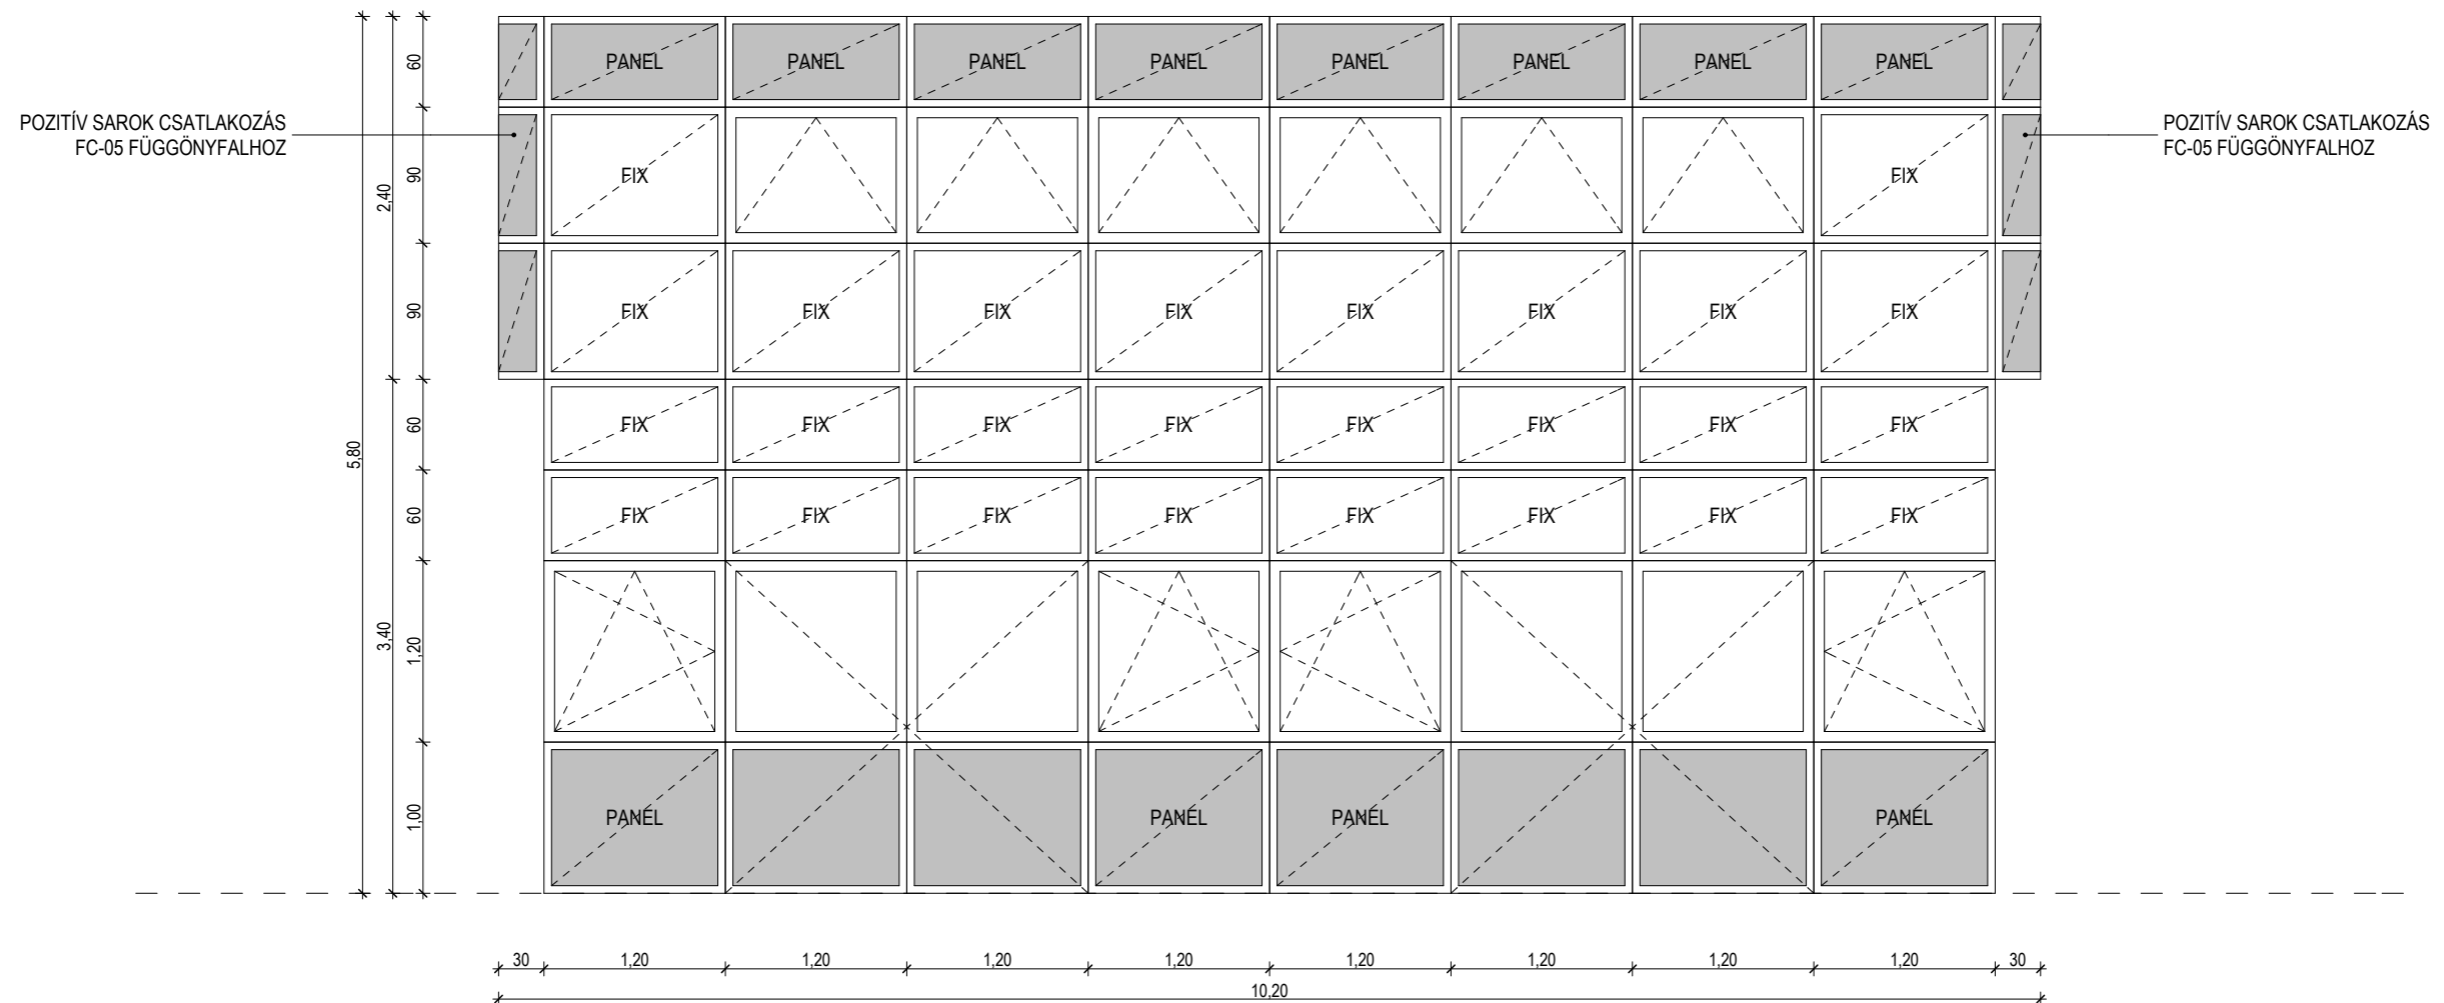 PANEL PANEL PANEL PANEL PANEL PANEL PANEL PANEL
60
POZITÍV SAROK CSATLAKOZÁS
FC-05 FÜGGÖNYFALHOZ
POZITÍV SAROK CSATLAKOZÁS
FC-05 FÜGGÖNYFALHOZ
FIX FIX
90
2,40
FIX FIX FIX FIX FIX FIX FIX FIX
90
FIX FIX FIX FIX FIX FIX FIX FIX
60
5,80
FIX FIX FIX FIX FIX FIX FIX FIX
60
3,40
1,20
PANEL PANEL PANEL PANEL
1,00
30 1,20 1,20 1,20 1,20 1,20 1,20 1,20 1,20 30
10,20